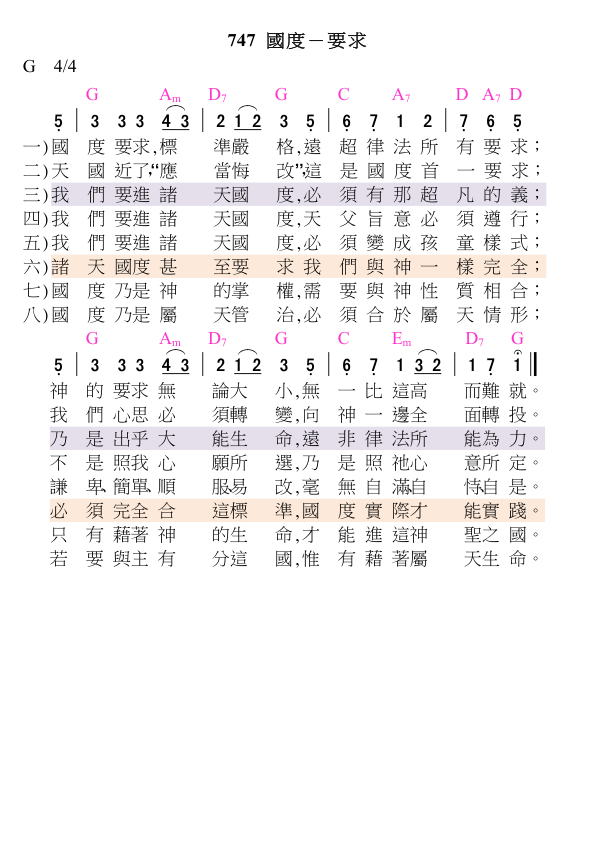 747 國度－要求
G 4/4
G Am D7 G C A7 D A7 D
5 | 3 3 3 4 3 | 2 1 2 3 5 | 6 7 1 2 | 7 6 5
一)國 度 要求,標 準嚴 格,遠 超 律 法 所 有 要 求；
二)天 國 近了,“應 當悔 改”,這 是 國 度 首 一 要 求；
三)我 們 要進 諸 天國 度,必 須 有 那 超 凡 的 義；
四)我 們 要進 諸 天國 度,天 父 旨 意 必 須 遵 行；
五)我 們 要進 諸 天國 度,必 須 變 成 孩 童 樣 式；
六)諸 天 國度 甚 至要 求 我 們 與 神 一 樣 完 全；
七)國 度 乃是 神 的掌 權,需 要 與 神 性 質 相 合；
八)國 度 乃是 屬 天管 治,必 須 合 於 屬 天 情 形；
G Am D7 G C Em D7 G
5 | 3 3 3 4 3 | 2 1 2 3 5 | 6 7 1 3 2 | 1 7 1
神 的 要求 無 論大 小,無 一 比 這高 而難 就。
我 們 心思 必 須轉 變,向 神 一 邊全 面轉 投。
乃 是 出乎 大 能生 命,遠 非 律 法所 能為 力。
不 是 照我 心 願所 選,乃 是 照 祂心 意所 定。
謙 卑、簡單、順 服、易 改,毫 無 自 滿、自 恃、自 是。
必 須 完全 合 這標 準,國 度 實 際才 能實 踐。
只 有 藉著 神 的生 命,才 能 進 這神 聖之 國。
若 要 與主 有 分這 國,惟 有 藉 著屬 天生 命。